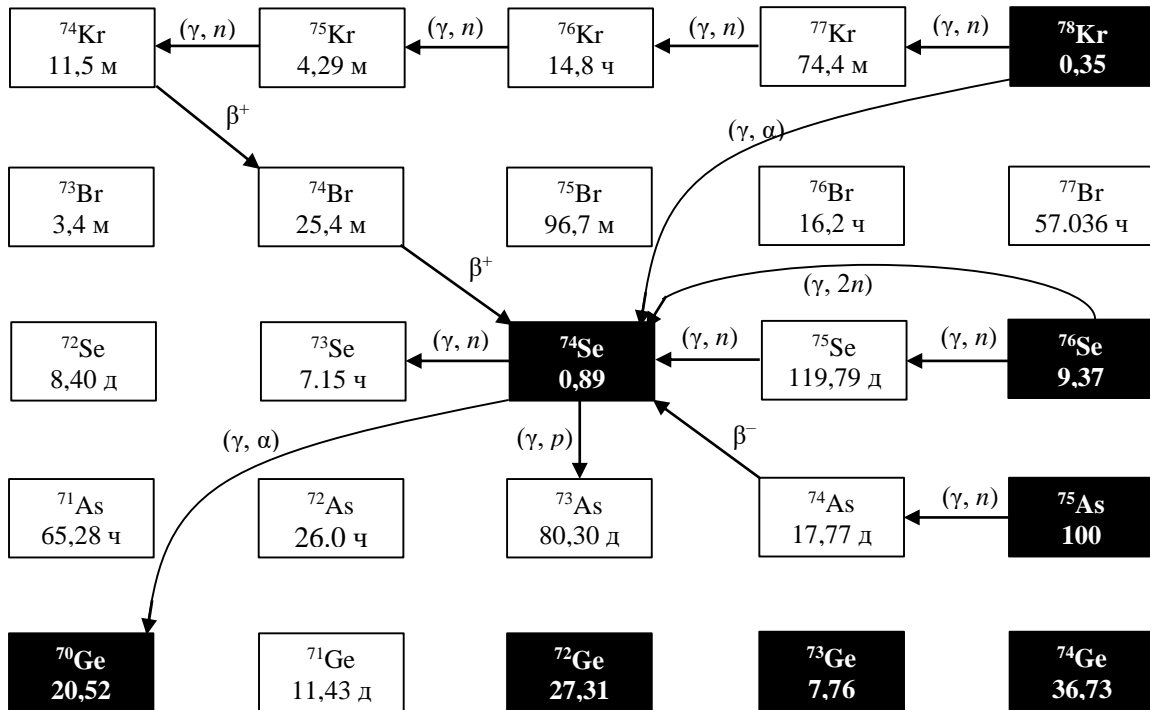 (γ, n) (γ, n) (γ, n) (γ, n)
⁷⁴Kr ⁷⁵Kr ⁷⁶Kr ⁷⁷Kr ⁷⁸Kr
11,5 м 4,29 м 14,8 ч 74,4 м 0,35
β⁺ (γ, α)
⁷³Br ⁷⁴Br ⁷⁵Br ⁷⁶Br ⁷⁷Br
3,4 м 25,4 м 96,7 м 16,2 ч 57.036 ч
β⁺ (γ, 2n)
(γ, n) (γ, n) (γ, n)
⁷²Se ⁷³Se ⁷⁴Se ⁷⁵Se ⁷⁶Se
8,40 д 7.15 ч 0,89 119,79 д 9,37
(γ, α) (γ, p) β⁻
(γ, n)
⁷¹As ⁷²As ⁷³As ⁷⁴As ⁷⁵As
65,28 ч 26.0 ч 80,30 д 17,77 д 100
⁷⁰Ge ⁷¹Ge ⁷²Ge ⁷³Ge ⁷⁴Ge
20,52 11,43 д 27,31 7,76 36,73